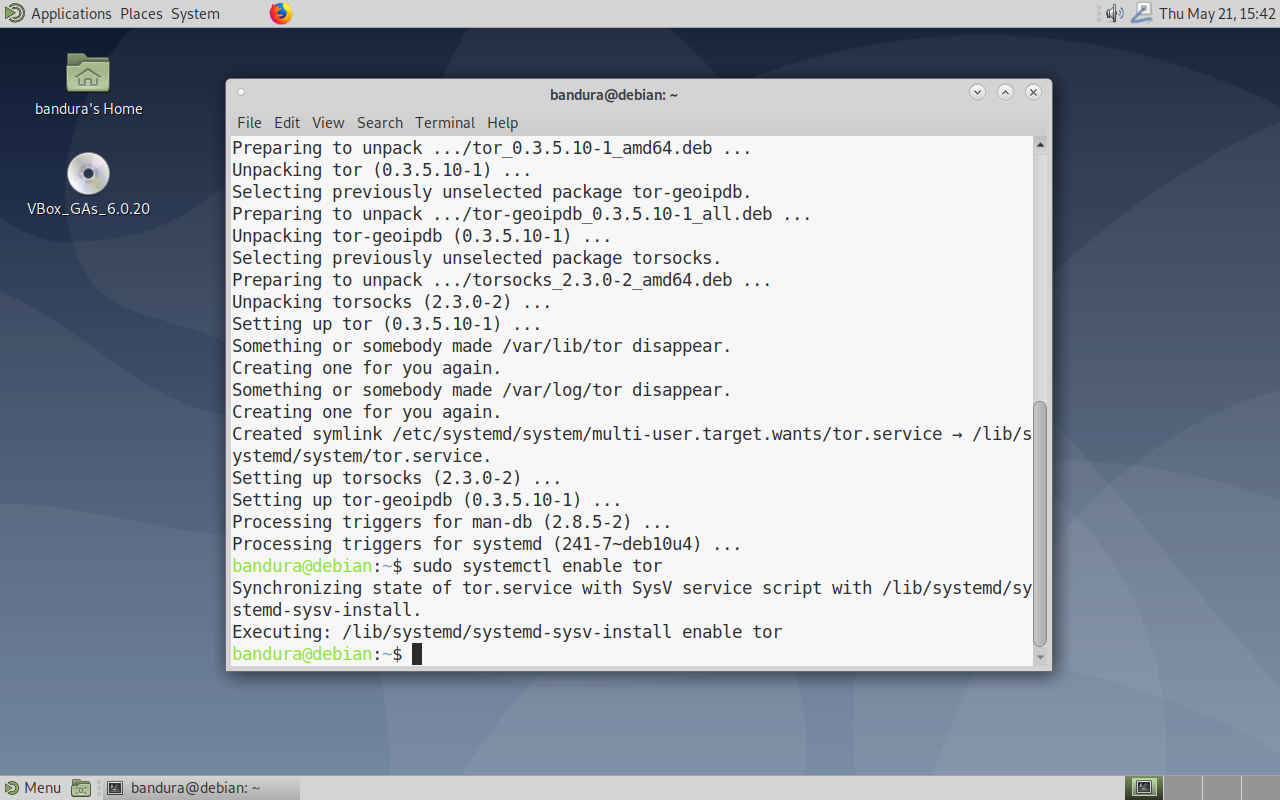 Applications Places System
Thu May 21, 15:42
bandura's Home
VBox_GAs_6.0.20
bandura@debian: ~
File Edit View Search Terminal Help
Preparing to unpack .../tor_0.3.5.10-1_amd64.deb ...
Unpacking tor (0.3.5.10-1) ...
Selecting previously unselected package tor-geoipdb.
Preparing to unpack .../tor-geoipdb_0.3.5.10-1_all.deb ...
Unpacking tor-geoipdb (0.3.5.10-1) ...
Selecting previously unselected package torsocks.
Preparing to unpack .../torsocks_2.3.0-2_amd64.deb ...
Unpacking torsocks (2.3.0-2) ...
Setting up tor (0.3.5.10-1) ...
Something or somebody made /var/lib/tor disappear.
Creating one for you again.
Something or somebody made /var/log/tor disappear.
Creating one for you again.
Created symlink /etc/systemd/system/multi-user.target.wants/tor.service → /lib/s
ystemd/system/tor.service.
Setting up torsocks (2.3.0-2) ...
Setting up tor-geoipdb (0.3.5.10-1) ...
Processing triggers for man-db (2.8.5-2) ...
Processing triggers for systemd (241-7~deb10u4) ...
bandura@debian:~$ sudo systemctl enable tor
Synchronizing state of tor.service with SysV service script with /lib/systemd/sy
stemd-sysv-install.
Executing: /lib/systemd/systemd-sysv-install enable tor
bandura@debian:~$
Menu
bandura@debian: ~